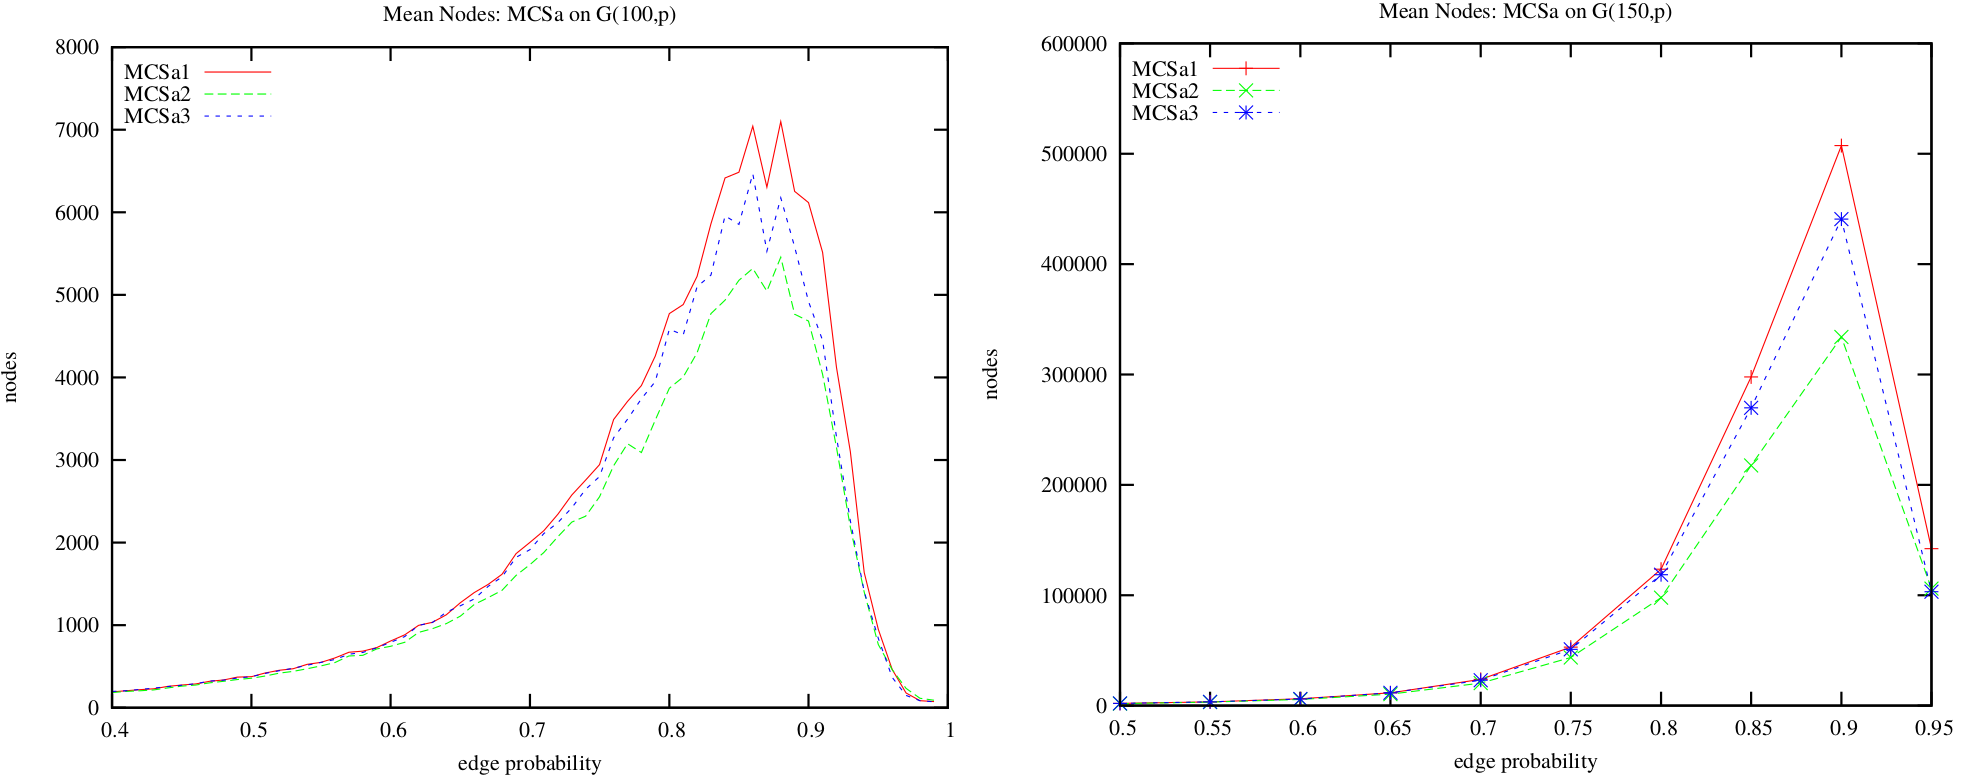 Mean Nodes: MCSa on G(100,p)
8000
7000
6000
5000
4000
3000
2000
1000
0
nodes
MCSa1
MCSa2
MCSa3
0.4 0.5 0.6 0.7 0.8 0.9 1
edge probability
Mean Nodes: MCSa on G(150,p)
600000
500000
400000
300000
200000
100000
0
nodes
MCSa1
MCSa2
MCSa3
0.5 0.55 0.6 0.65 0.7 0.75 0.8 0.85 0.9 0.95
edge probability